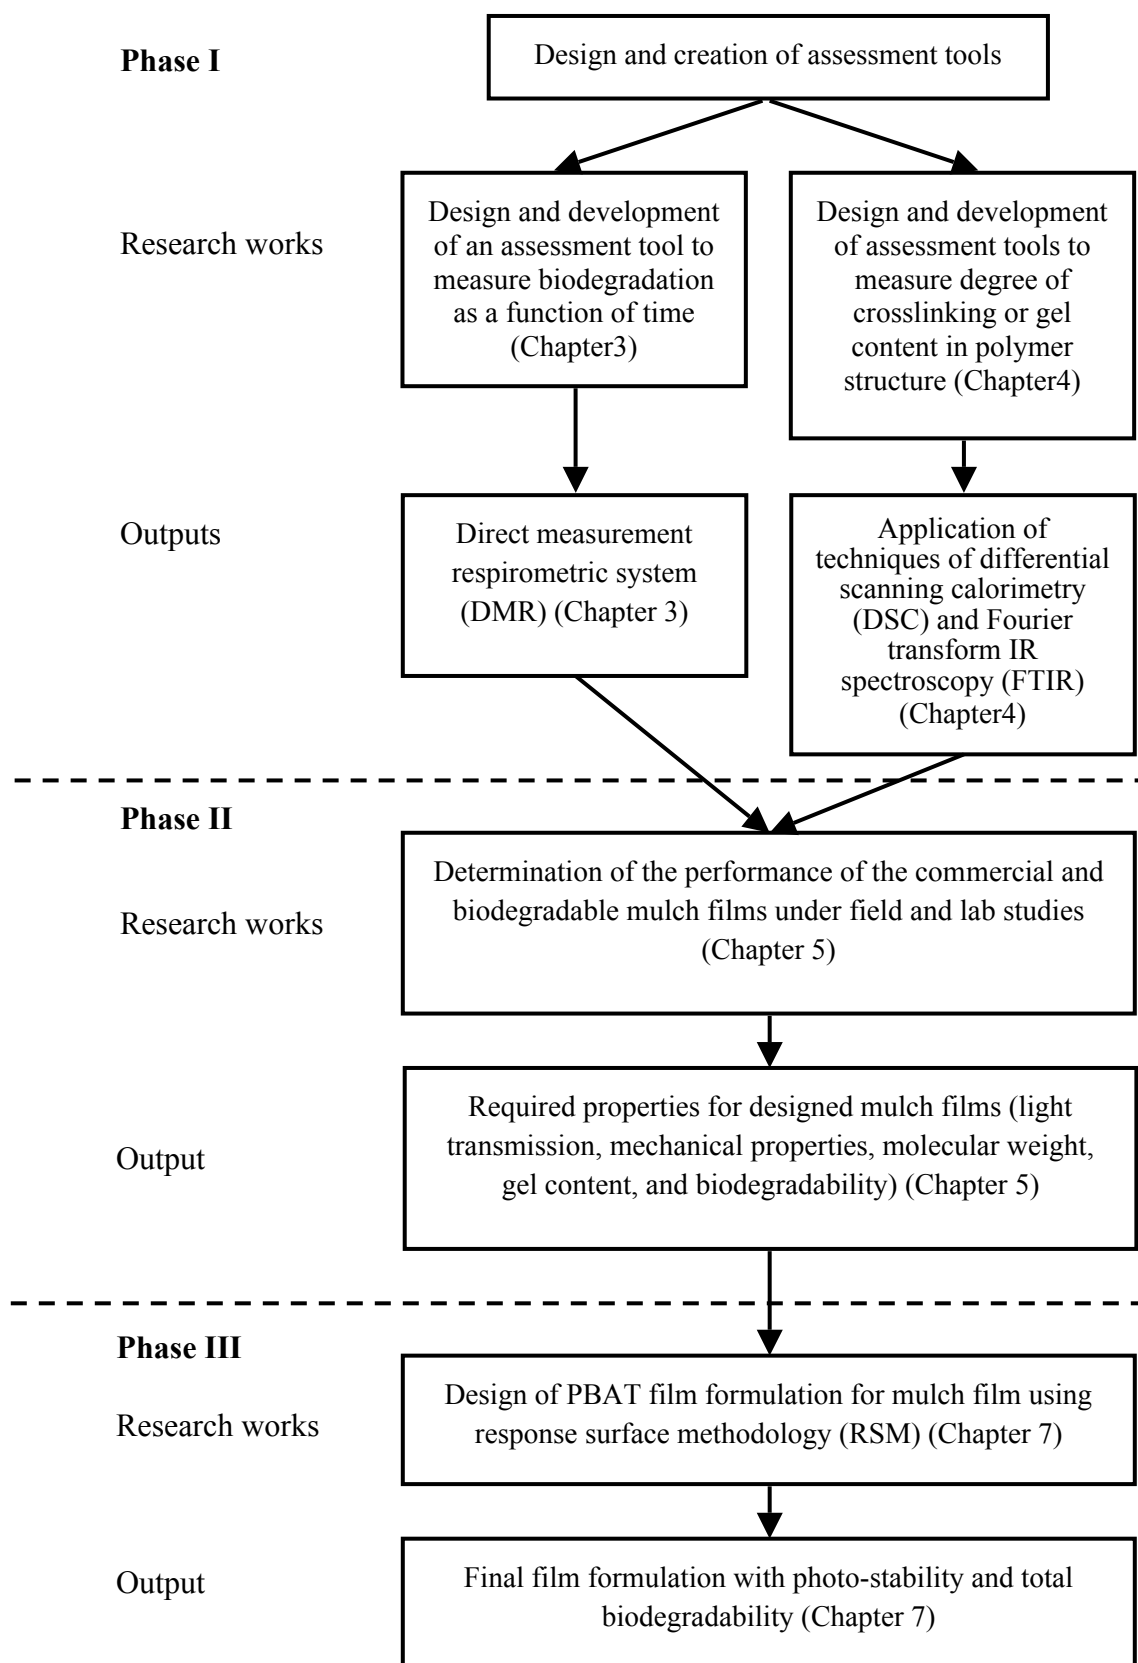 Phase I
Design and creation of assessment tools
Research works
Design and development
of an assessment tool to
measure biodegradation
as a function of time
(Chapter3)
Design and development
of assessment tools to
measure degree of
crosslinking or gel
content in polymer
structure (Chapter4)
Outputs
Direct measurement
respirometric system
(DMR) (Chapter 3)
Application of
techniques of differential
scanning calorimetry
(DSC) and Fourier
transform IR
spectroscopy (FTIR)
(Chapter4)
Phase II
Research works
Determination of the performance of the commercial and
biodegradable mulch films under field and lab studies
(Chapter 5)
Output
Required properties for designed mulch films (light
transmission, mechanical properties, molecular weight,
gel content, and biodegradability) (Chapter 5)
Phase III
Research works
Design of PBAT film formulation for mulch film using
response surface methodology (RSM) (Chapter 7)
Output
Final film formulation with photo-stability and total
biodegradability (Chapter 7)